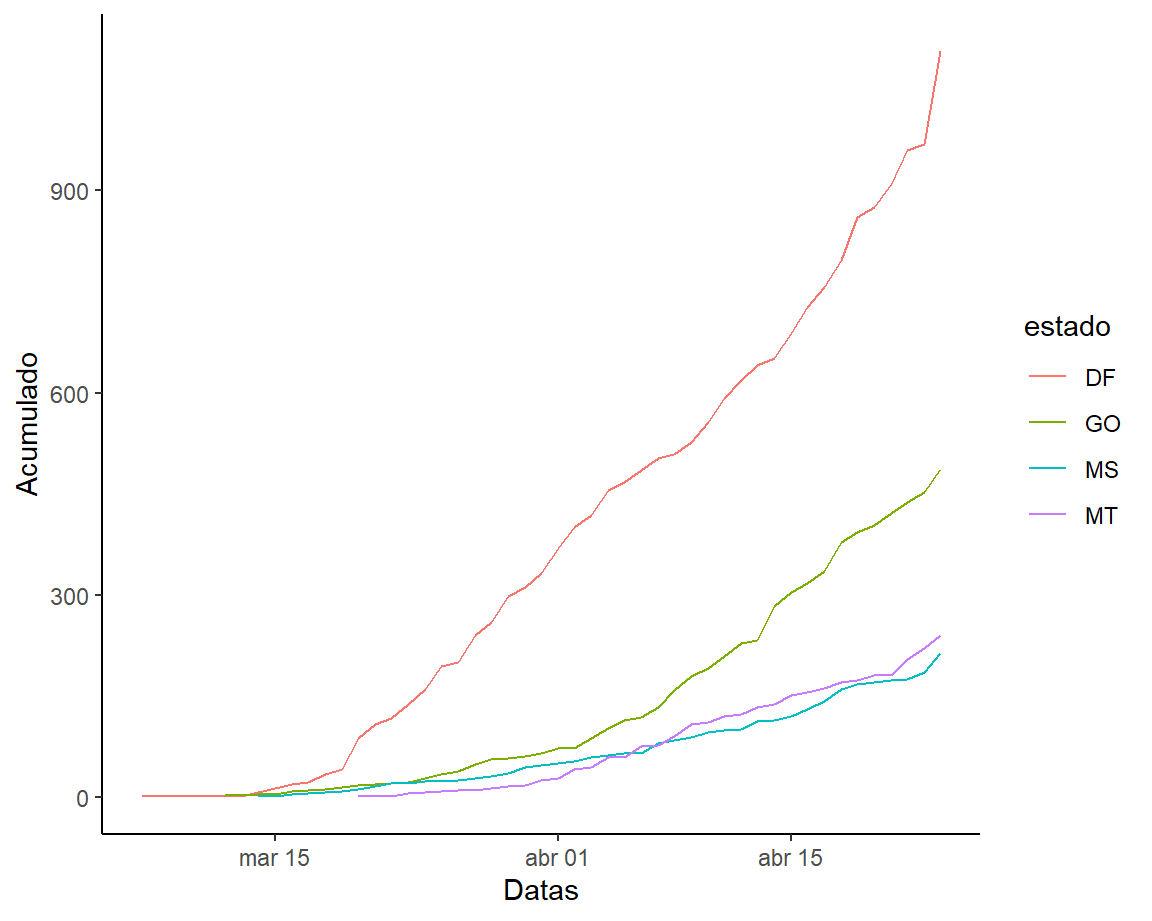 Acumulado
900
600
300
0
mar 15
abr 01
abr 15
Datas
estado
DF
GO
MS
MT